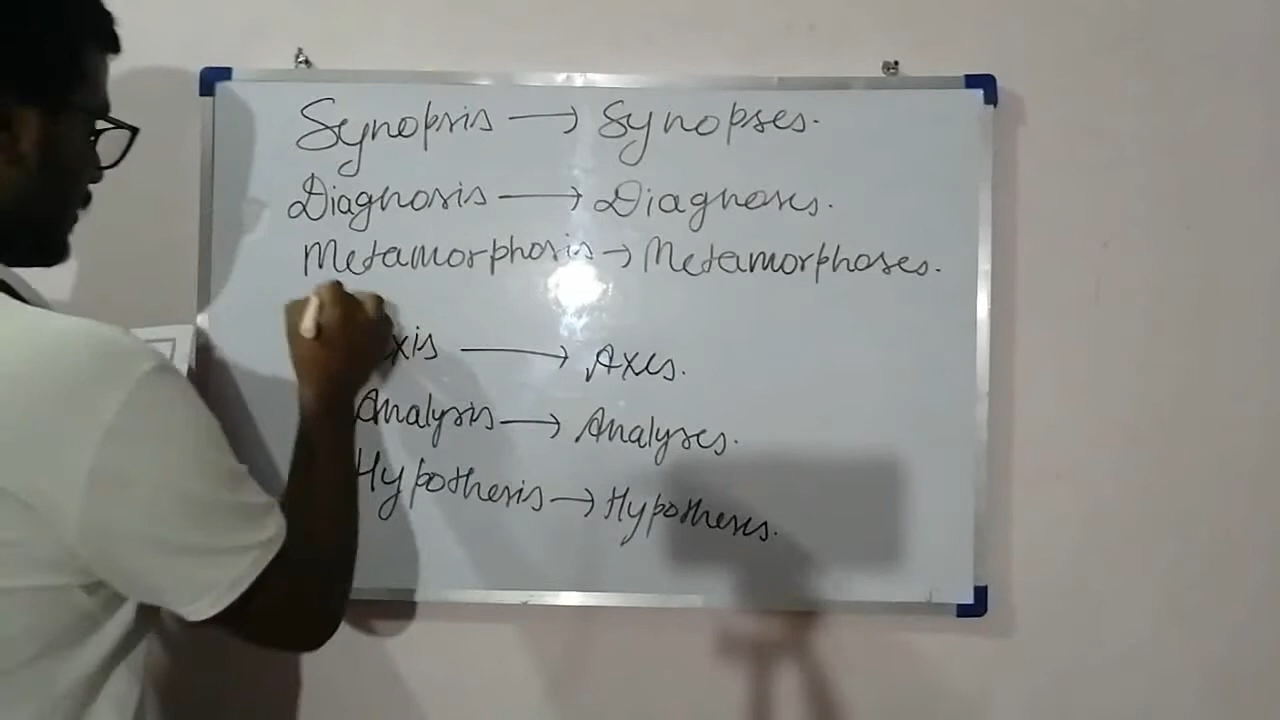 Synopsis → Synopses.
Diagnosis → Diagnoses.
Metamorphosis → Metamorphoses.
xis → Axes.
Analysis → Analyses.
Hypothesis → Hypotheses.